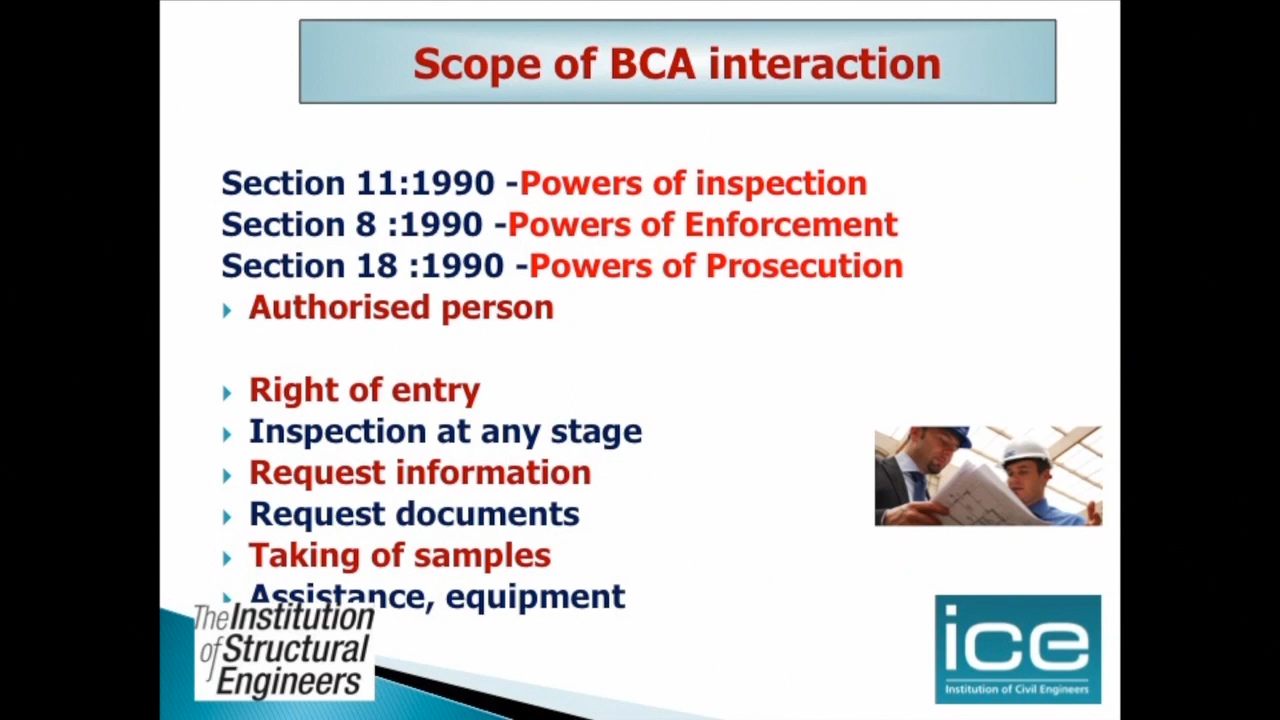 Scope of BCA interaction
Section 11:1990 -Powers of inspection
Section 8 :1990 -Powers of Enforcement
Section 18 :1990 -Powers of Prosecution
Authorised person
Right of entry
Inspection at any stage
Request information
Request documents
Taking of samples
Assistance, equipment
The Institution
of Structural
Engineers
ice
Institution of Civil Engineers